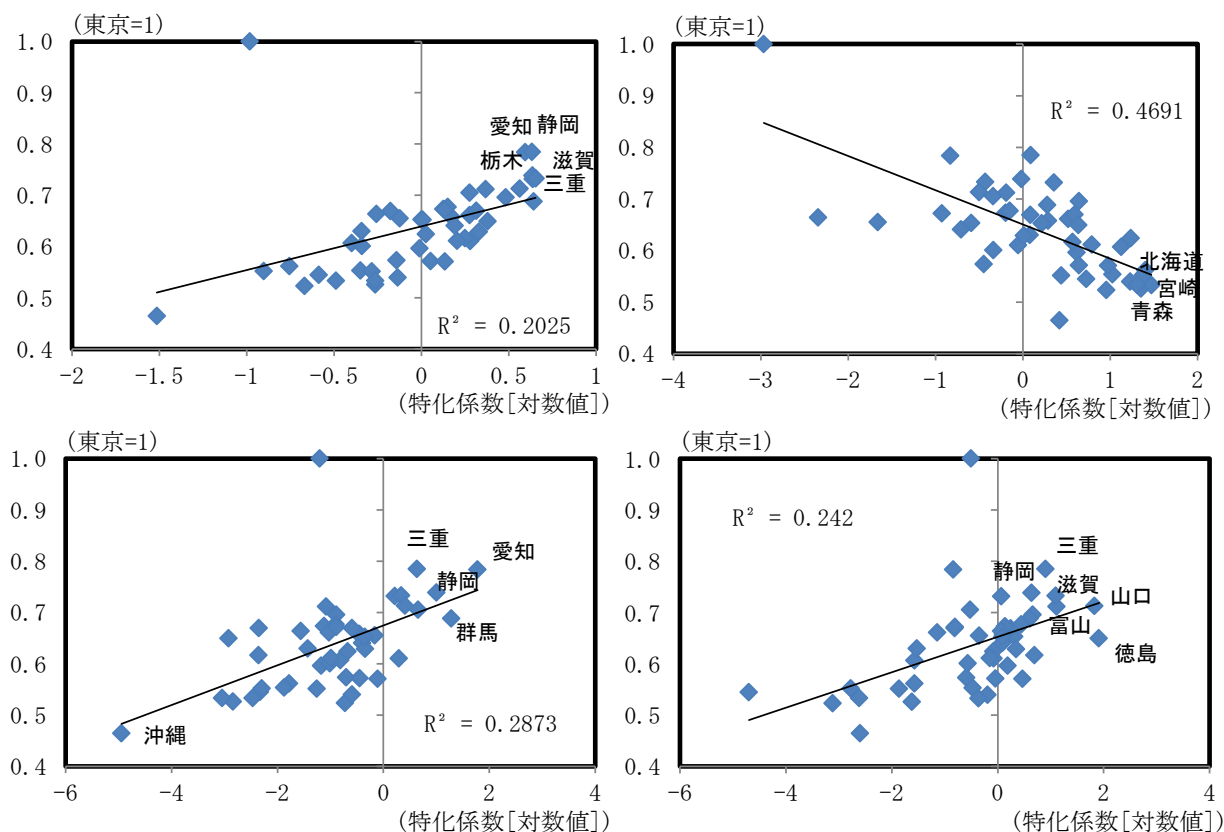 (東京=1)
1.0
0.9
0.8
0.7
0.6
0.5
0.4
愛知 静岡
栃木 滋賀
三重
R² = 0.2025
-2 -1.5 -1 -0.5 0 0.5 1
(特化係数[対数値])
(東京=1)
1.0
0.9
0.8
0.7
0.6
0.5
0.4
R² = 0.4691
北海道
宮崎
青森
-4 -3 -2 -1 0 1 2
(特化係数[対数値])
(東京=1)
1.0
0.9
0.8
0.7
0.6
0.5
0.4
三重
愛知
静岡
群馬
R² = 0.2873
沖縄
-6 -4 -2 0 2 4
(特化係数[対数値])
(東京=1)
1.0
0.9
0.8
0.7
0.6
0.5
0.4
R² = 0.242
三重
静岡
滋賀
山口
富山
徳島
-6 -4 -2 0 2 4
(特化係数[対数値])